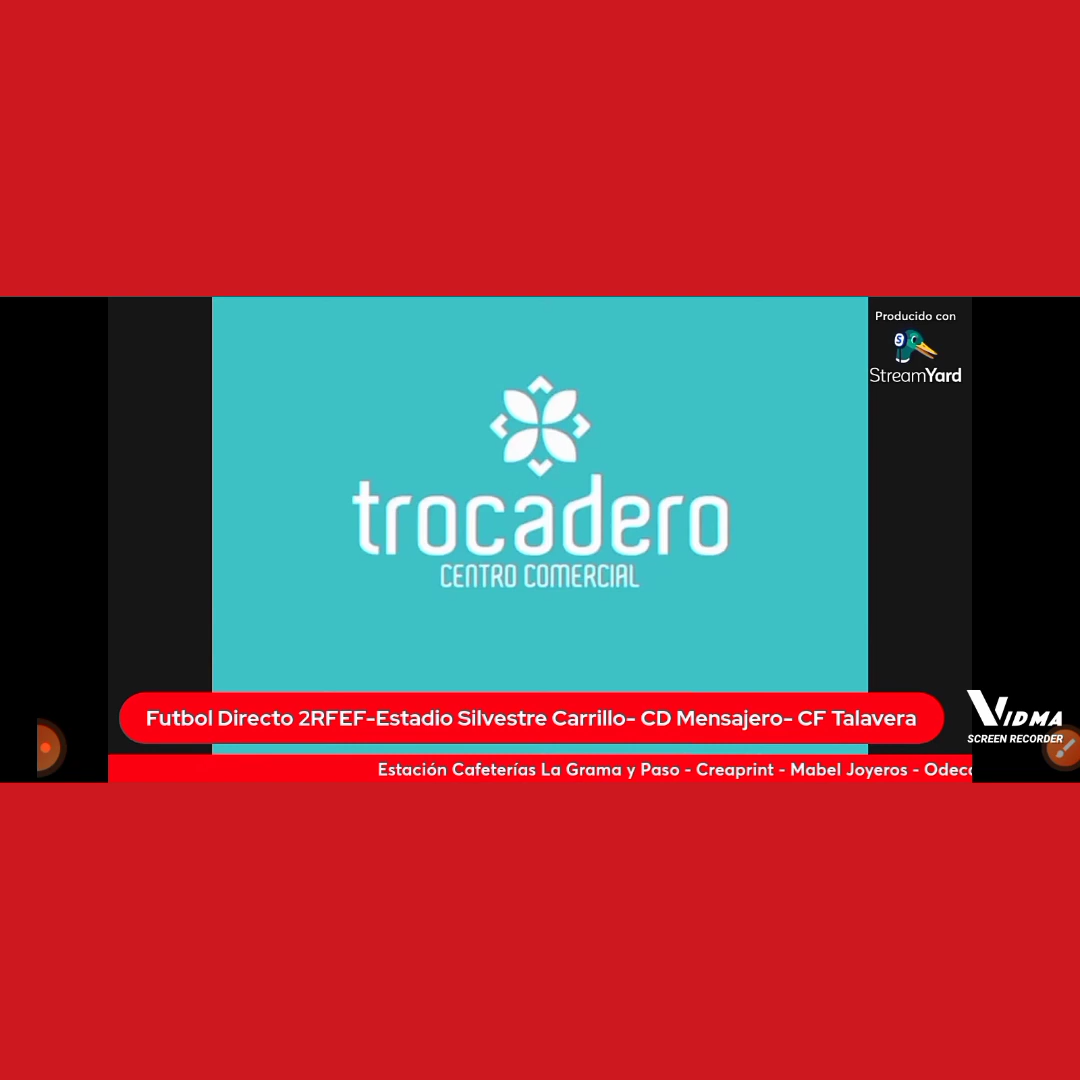 Producido con
StreamYard
trocadero
CENTRO COMERCIAL
Futbol Directo 2RFEF-Estadio Silvestre Carrillo- CD Mensajero- CF Talavera
VIDMA
SCREEN RECORDER
Estación Cafeterías La Grama y Paso - Creaprint - Mabel Joyeros -